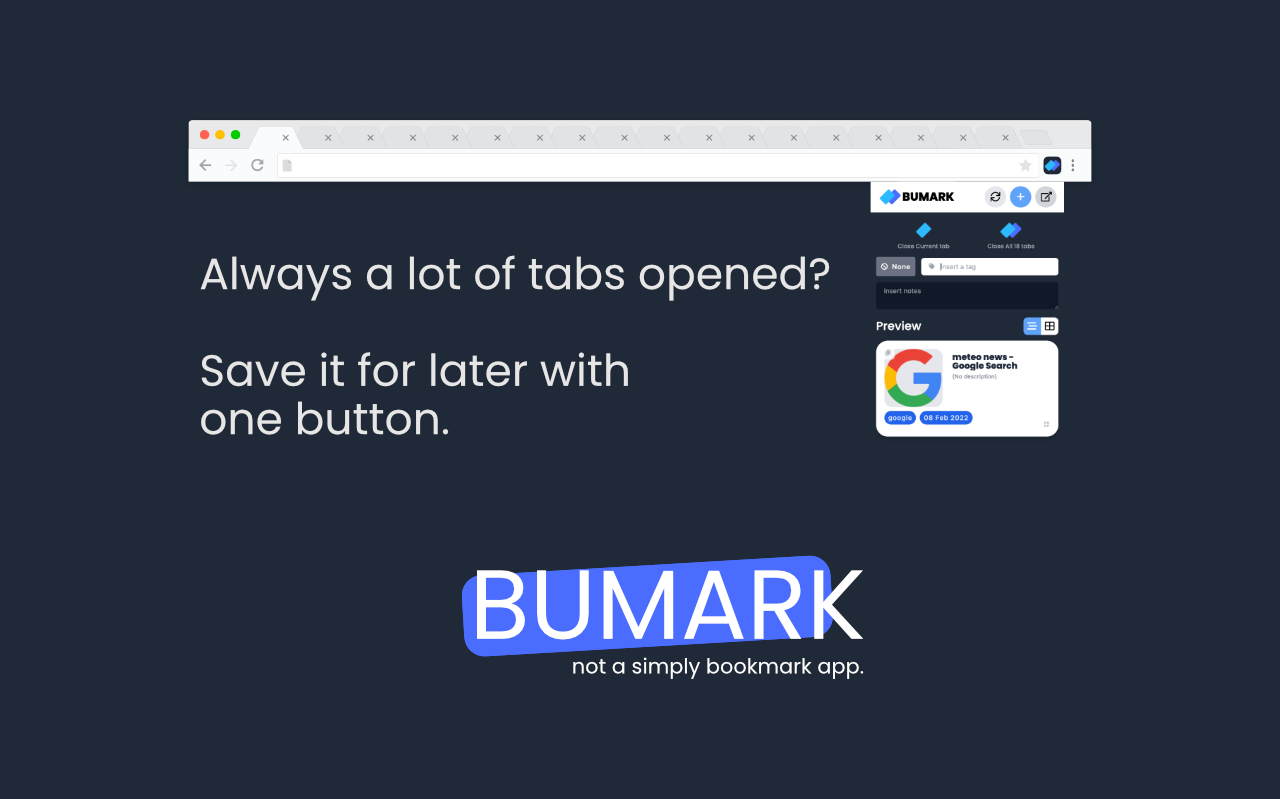 BUMARK
Close Current tab
Close All 18 tabs
None
Insert a tag
Insert notes
Always a lot of tabs opened?
Preview
Save it for later with
one button.
meteo news -
Google Search
(No description)
google
08 Feb 2022
BUMARK
not a simply bookmark app.